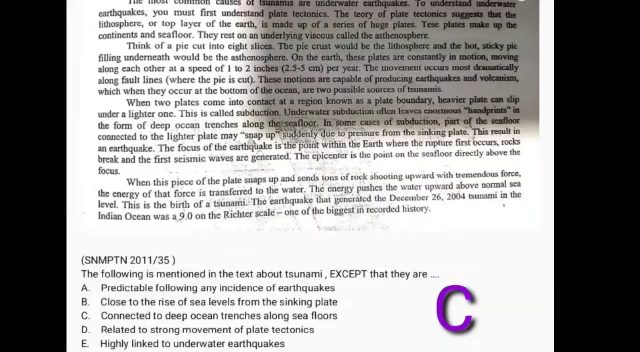 The most common causes of tsunamis are underwater earthquakes. To understand underwater
earthquakes, you must first understand plate tectonics. The teory of plate tectonics suggests that the
lithosphere, or top layer of the earth, is made up of a series of huge plates. Tese plates make up the
continents and seafloor. They rest on an underlying viscous called the asthenosphere.
Think of a pie cut into eight slices. The pie crust would be the lithosphere and the hot, sticky pie
filling underneath would be the asthenosphere. On the earth, these plates are constantly in motion, moving
along each other at a speed of 1 to 2 inches (2.5-5 cm) per year. The movement occurs most dramatically
along fault lines (where the pie is cut). These motions are capable of producing earthquakes and volcanism,
which when they occur at the bottom of the ocean, are two possible sources of tsunamis.
When two plates come into contact at a region known as a plate boundary, heavier plate can slip
under a lighter one. This is called subduction. Underwater subduction often leaves enormous "handprints" in
the form of deep ocean trenches along the seafloor. In some cases of subduction, part of the seafloor
connected to the lighter plate may "snap up" suddenly due to pressure from the sinking plate. This result in
an earthquake. The focus of the earthquake is the point within the Earth where the rupture first occurs, rocks
break and the first seismic waves are generated. The epicenter is the point on the seafloor directly above the
focus.
When this piece of the plate snaps up and sends tous of rock shooting upward with tremendous force,
the energy of that force is transferred to the water. The energy pushes the water upward above normal sea
level. This is the birth of a tsunami. The earthquake that generated the December 26, 2004 tsunami in the
Indian Ocean was a 9.0 on the Richter scale – one of the biggest in recorded history.
(SNMPTN 2011/35 )
The following is mentioned in the text about tsunami , EXCEPT that they are ....
A. Predictable following any incidence of earthquakes
B. Close to the rise of sea levels from the sinking plate
C. Connected to deep ocean trenches along sea floors
D. Related to strong movement of plate tectonics
E. Highly linked to underwater earthquakes
C